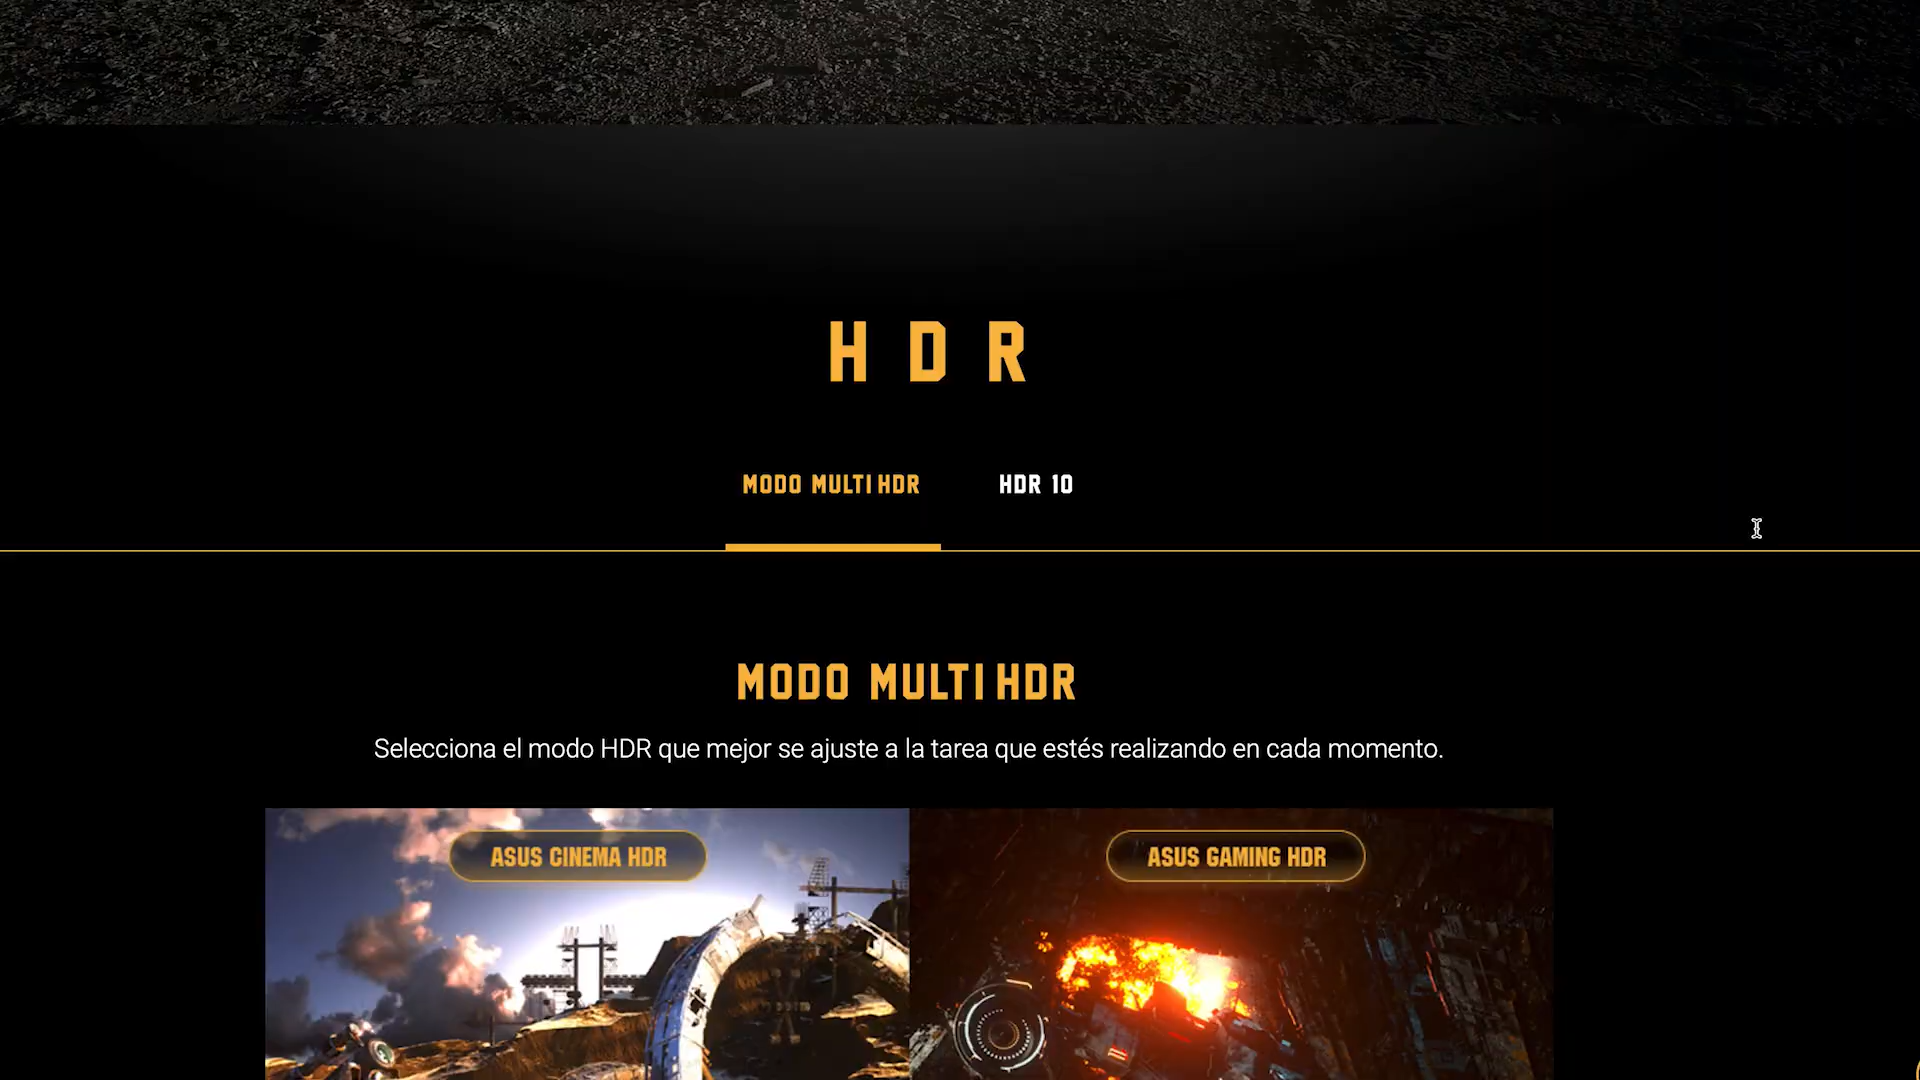 HDR
MODO MULTI HDR
HDR 10
MODO MULTI HDR
Selecciona el modo HDR que mejor se ajuste a la tarea que estés realizando en cada momento.
ASUS CINEMA HDR
ASUS GAMING HDR